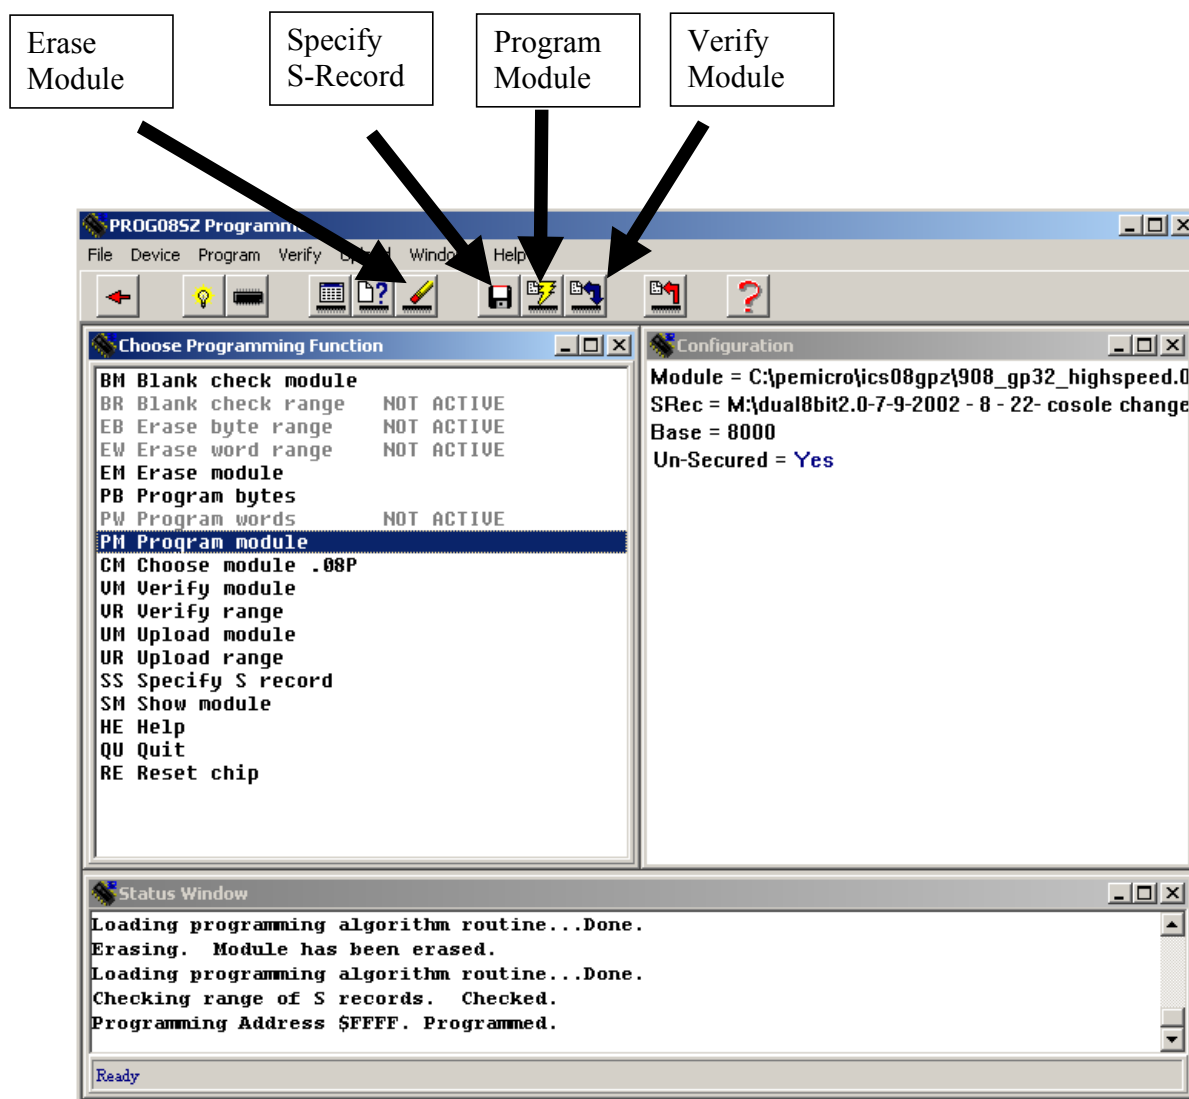 Erase
Module
Specify
S-Record
Program
Module
Verify
Module
PROG08SZ Programm
File Device Program Verify Window Help
Choose Programming Function
BM Blank check module
BR Blank check range NOT ACTIVE
EB Erase byte range NOT ACTIVE
EW Erase word range NOT ACTIVE
EM Erase module
PB Program bytes
PW Program words NOT ACTIVE
PM Program module
CM Choose module .08P
VM Verify module
VR Verify range
UM Upload module
UR Upload range
SS Specify S record
SM Show module
HE Help
QU Quit
RE Reset chip
Configuration
Module = C:\pemicro\ics08gpz\908_gp32_highspeed.0
SRec = M:\dual8bit2.0-7-9-2002 - 8 - 22- cosole change
Base = 8000
Un-Secured = Yes
Status Window
Loading programming algorithm routine...Done.
Erasing. Module has been erased.
Loading programming algorithm routine...Done.
Checking range of S records. Checked.
Programming Address $FFFF. Programmed.
Ready